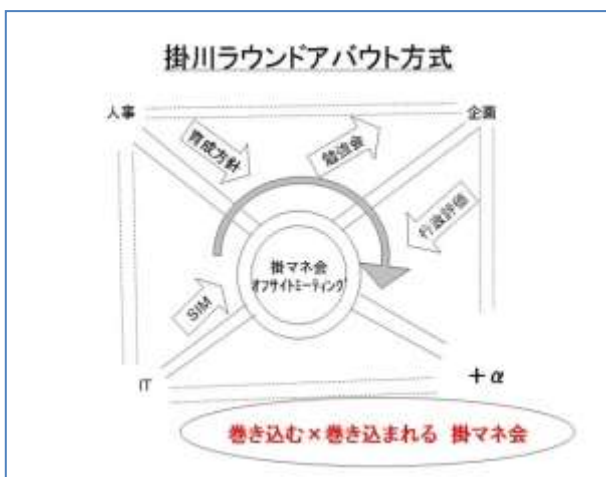 掛川ラウンドアバウト方式
人事
企画
育成方針
勉強会
行政評価
掛マネ会
オフサイトミーティング
SIM
IT
+α
巻き込む×巻き込まれる 掛マネ会